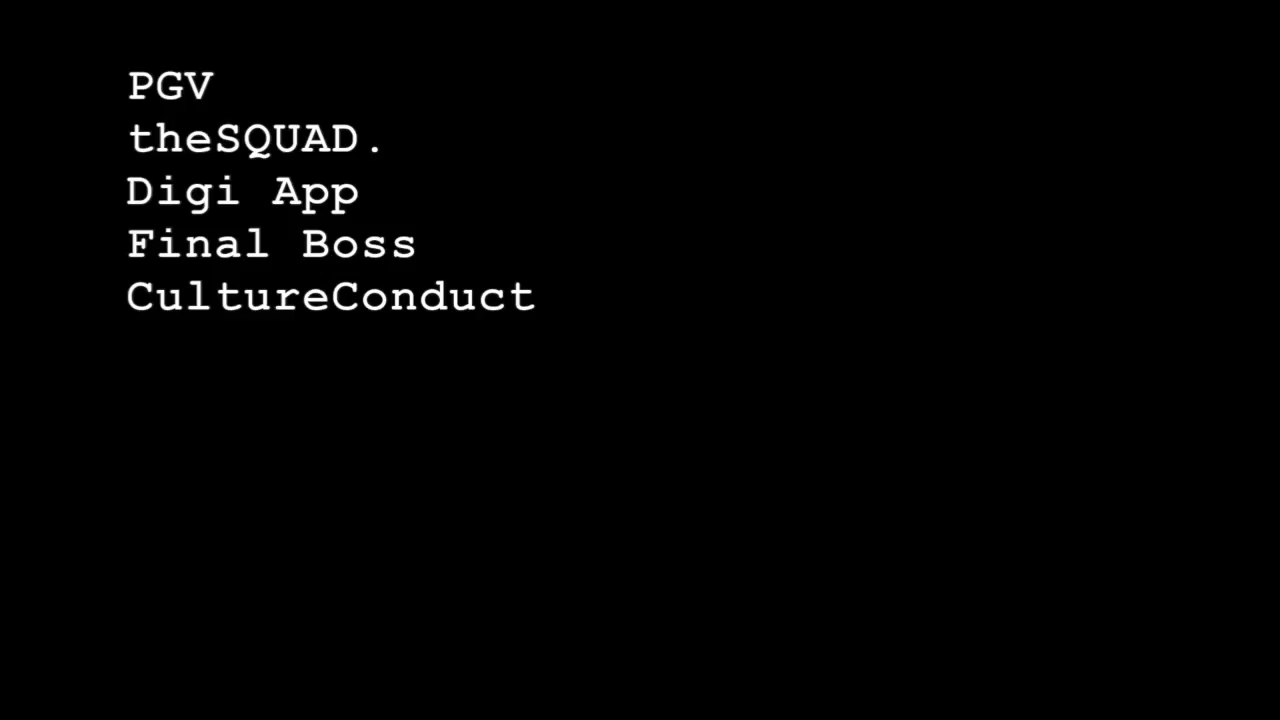 PGV
theSQUAD.
Digi App
Final Boss
CultureConduct